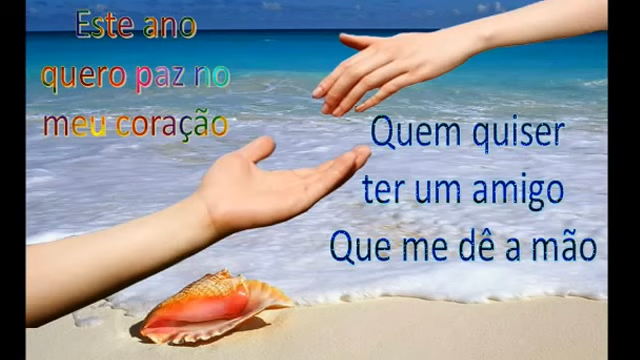 Este ano
quero paz no
meu coração
Quem quiser
ter um amigo
Que me dê a mão